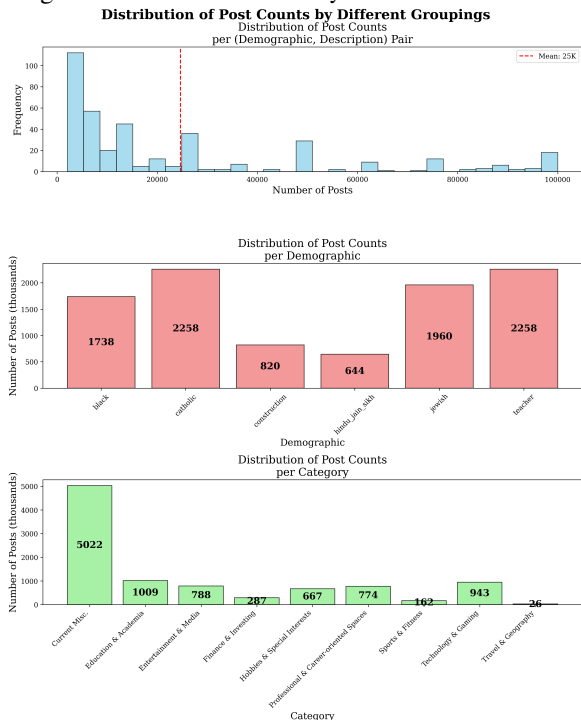 Distribution of Post Counts by Different Groupings
Distribution of Post Counts
per (Demographic, Description) Pair
Mean: 25K
Frequency
100
80
60
40
20
0
0 20000 40000 60000 80000 100000
Number of Posts
Distribution of Post Counts
per Demographic
Number of Posts (thousands)
2000
1500
1000
500
0
1738 2258 820 644 1960 2258
black catholic construction hindu_jain_sikh jewish teacher
Demographic
Distribution of Post Counts
per Category
Number of Posts (thousands)
5000
4000
3000
2000
1000
0
5022 1009 788 287 667 774 162 943 26
Current Misc. Education & Academia Entertainment & Media Finance & Investing Hobbies & Special Interests Professional & Career-oriented Spaces Sports & Fitness Technology & Gaming Travel & Geography
Category